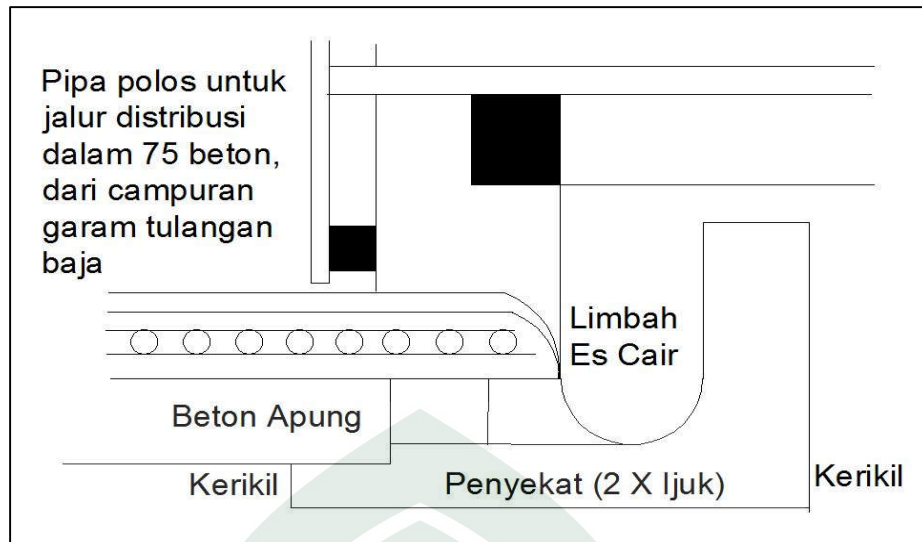 Pipa polos untuk
jalur distribusi
dalam 75 beton,
dari campuran
garam tulangan
baja
Limbah
Es Cair
Beton Apung
Kerikil
Penyekat (2 X Ijuk)
Kerikil